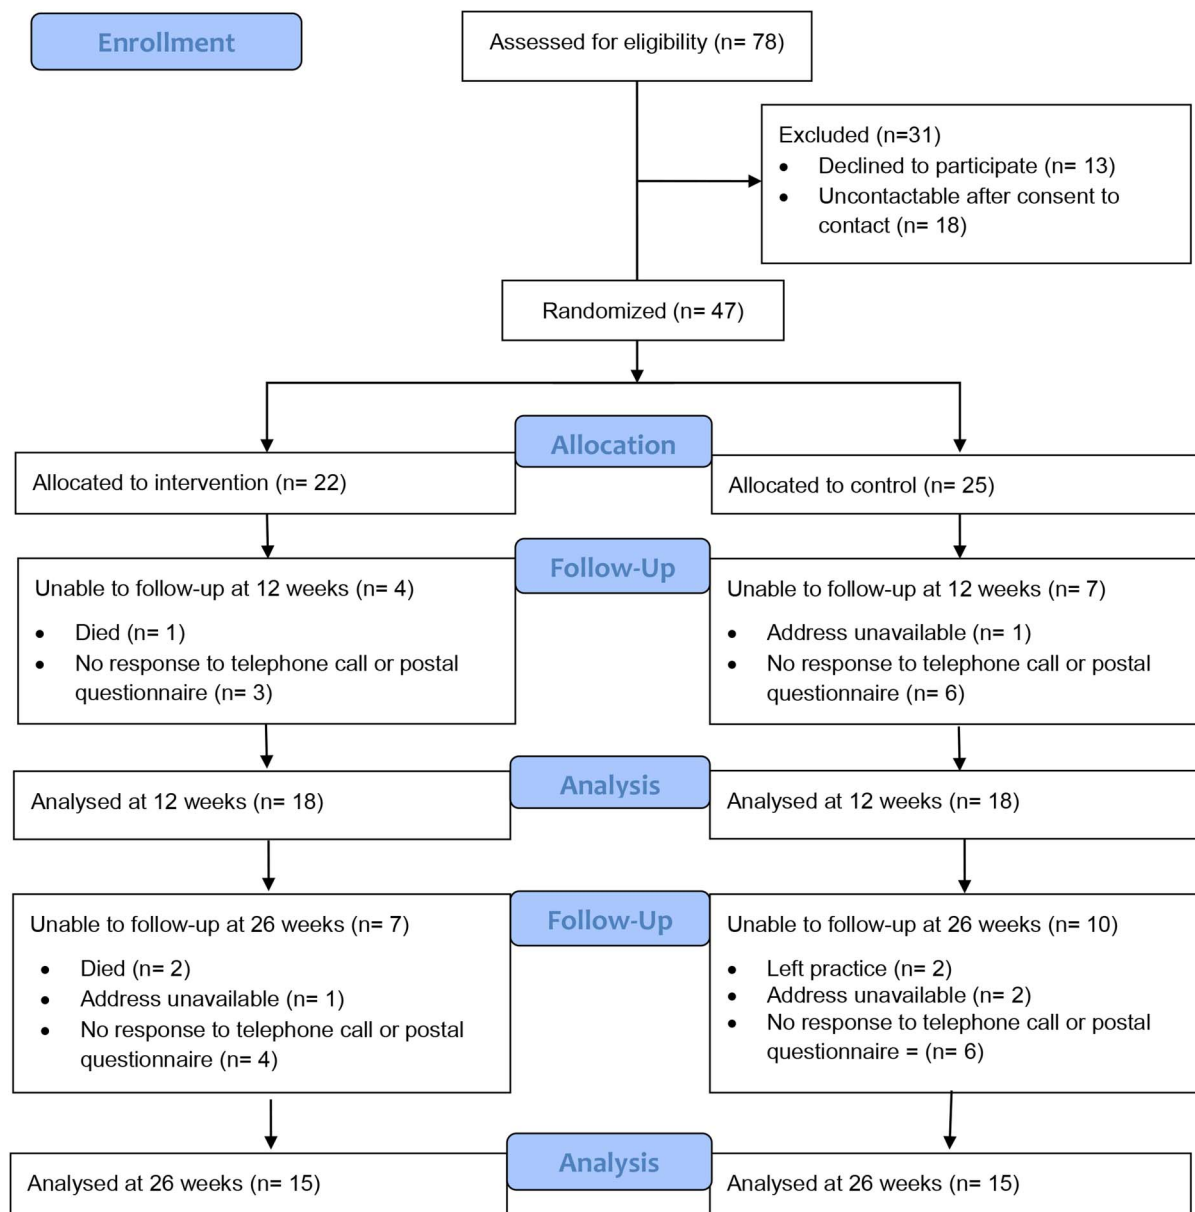 Enrollment
Assessed for eligibility (n= 78)
Excluded (n=31)
• Declined to participate (n= 13)
• Uncontactable after consent to
contact (n= 18)
Randomized (n= 47)
Allocation
Allocated to intervention (n= 22)
Allocated to control (n= 25)
Follow-Up
Unable to follow-up at 12 weeks (n= 4)
• Died (n= 1)
• No response to telephone call or postal
questionnaire (n= 3)
Unable to follow-up at 12 weeks (n= 7)
• Address unavailable (n= 1)
• No response to telephone call or postal
questionnaire (n= 6)
Analysis
Analysed at 12 weeks (n= 18)
Analysed at 12 weeks (n= 18)
Follow-Up
Unable to follow-up at 26 weeks (n= 7)
• Died (n= 2)
• Address unavailable (n= 1)
• No response to telephone call or postal
questionnaire (n= 4)
Unable to follow-up at 26 weeks (n= 10)
• Left practice (n= 2)
• Address unavailable (n= 2)
• No response to telephone call or postal
questionnaire = (n= 6)
Analysis
Analysed at 26 weeks (n= 15)
Analysed at 26 weeks (n= 15)